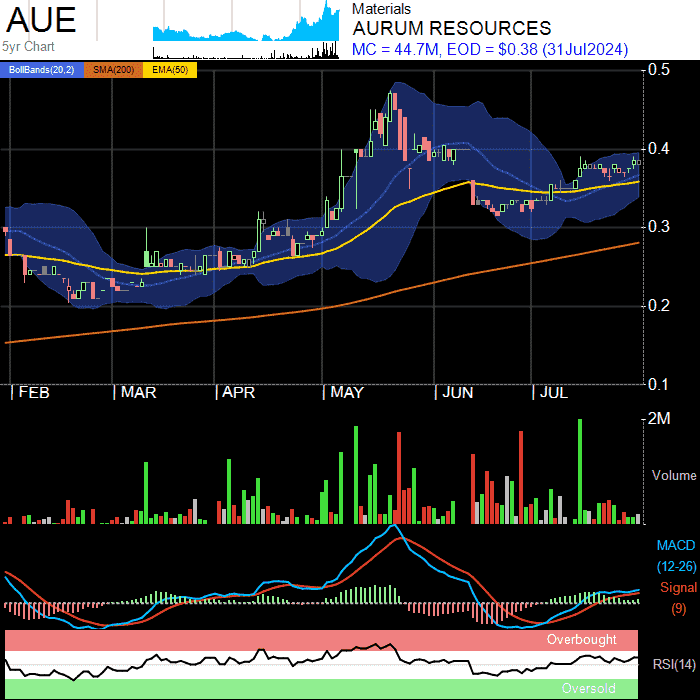 AUE
5yr Chart
Materials
AURUM RESOURCES
MC = 44.7M, EOD = $0.38 (31Jul2024)
BollBands(20,2) SMA(200) EMA(50)
0.5
0.4
0.3
0.2
0.1
FEB MAR APR MAY JUN JUL
2M
Volume
MACD
(12-26)
Signal
(9)
Overbought
RSI(14)
Oversold